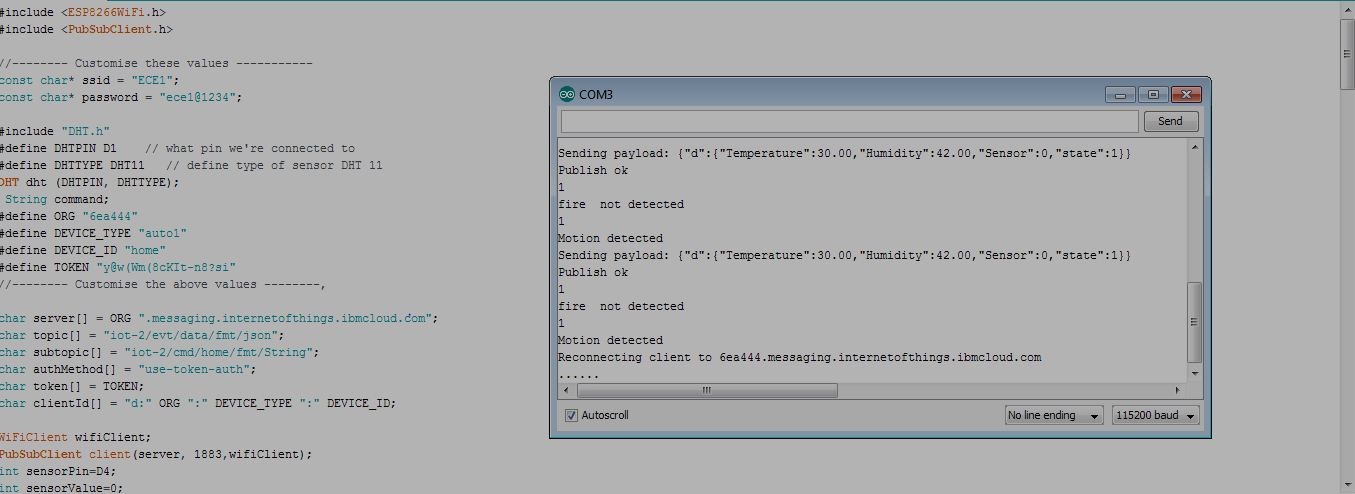 #include <ESP8266WiFi.h>
#include <PubSubClient.h>
//-------- Customise these values -----------
const char* ssid = "ECE1";
const char* password = "ece1@1234";
#include "DHT.h"
#define DHTPIN D1    // what pin we're connected to
#define DHTTYPE DHT11   // define type of sensor DHT 11
DHT dht (DHTPIN, DHTTYPE);
String command;
#define ORG "6ea444"
#define DEVICE_TYPE "auto1"
#define DEVICE_ID "home"
#define TOKEN "y@w(Wm(8cKIt-n8?si"
//-------- Customise the above values --------,
char server[] = ORG ".messaging.internetofthings.ibmcloud.com";
char topic[] = "iot-2/evt/data/fmt/json";
char subtopic[] = "iot-2/cmd/home/fmt/String";
char authMethod[] = "use-token-auth";
char token[] = TOKEN;
char clientId[] = "d:" ORG ":" DEVICE_TYPE ":" DEVICE_ID;
WiFiClient wifiClient;
PubSubClient client(server, 1883,wifiClient);
int sensorPin=D4;
int sensorValue=0;
COM3
Send
Sending payload: {"d":{"Temperature":30.00,"Humidity":42.00,"Sensor":0,"state":1}}
Publish ok
1
fire  not detected
1
Motion detected
Sending payload: {"d":{"Temperature":30.00,"Humidity":42.00,"Sensor":0,"state":1}}
Publish ok
1
fire  not detected
1
Motion detected
Reconnecting client to 6ea444.messaging.internetofthings.ibmcloud.com
......
Autoscroll
No line ending
115200 baud